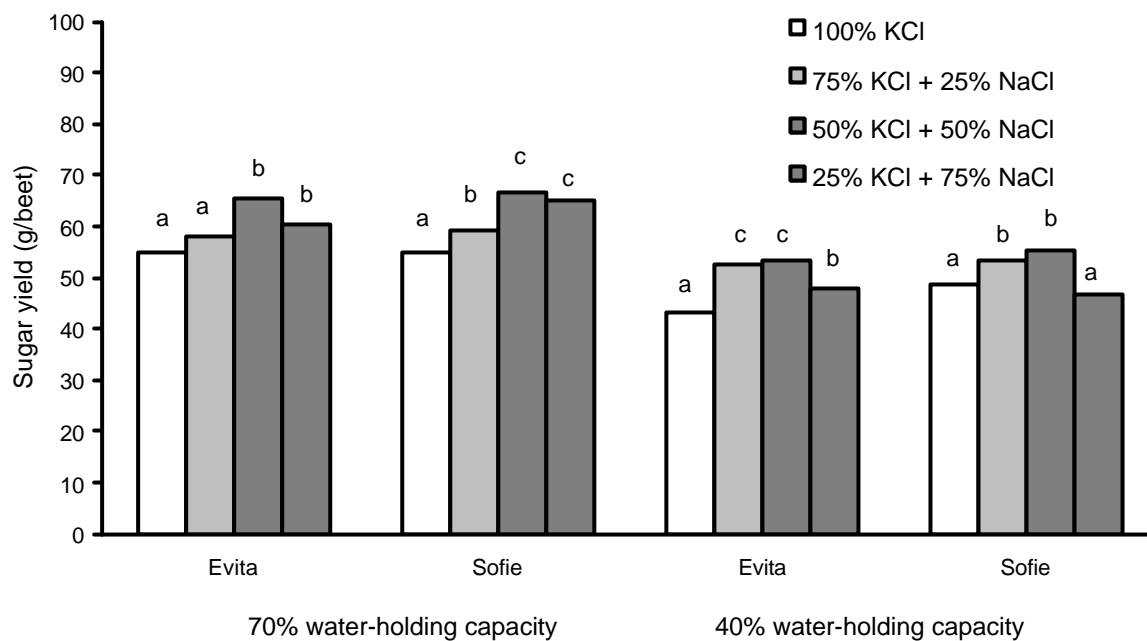 Sugar yield (g/beet)
100
90
80
70
60
50
40
30
20
10
0
100% KCl
75% KCl + 25% NaCl
50% KCl + 50% NaCl
25% KCl + 75% NaCl
a a b b
a b c c
a c c b
a b b a
Evita Sofie Evita Sofie
70% water-holding capacity 40% water-holding capacity